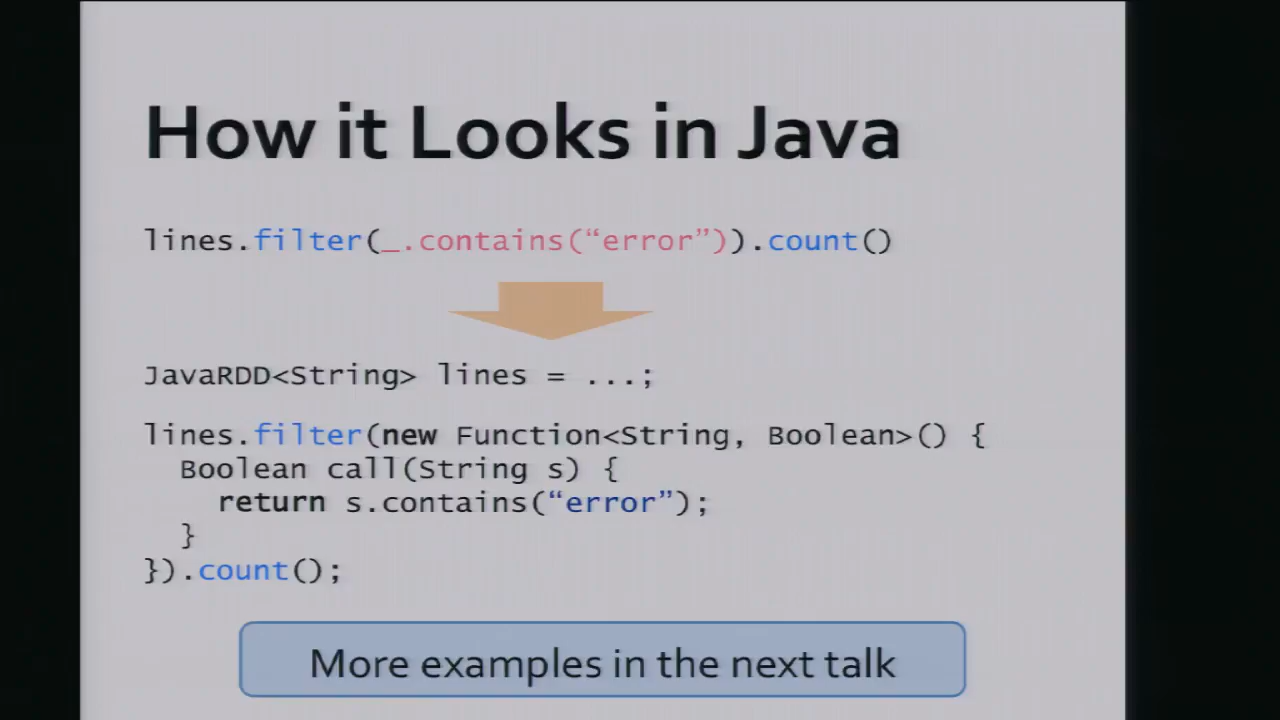 How it Looks in Java
lines.filter(_.contains(“error”)).count()
JavaRDD<String> lines = ...;
lines.filter(new Function<String, Boolean>() {
Boolean call(String s) {
return s.contains(“error”);
}
}).count();
More examples in the next talk